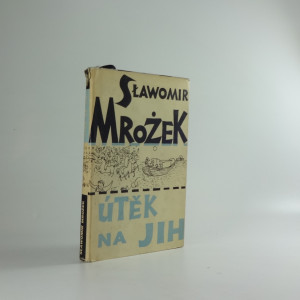 SŁAWOMIR
MROŻEK
ÚTĚK
NA JIH